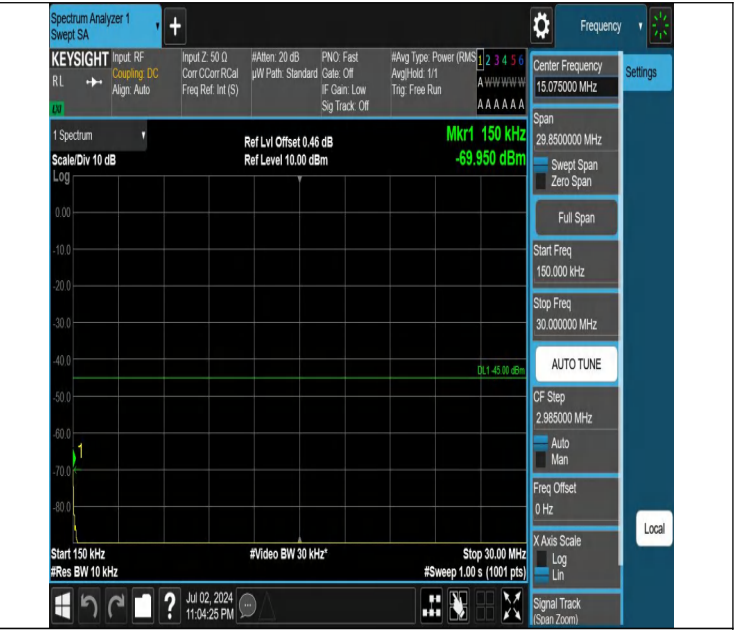 Spectrum Analyzer 1
Swept SA
+
Frequency
KEYSIGHT
RL
Input: RF
Coupling: DC
Align: Auto
Input Z: 50 Ω
Corr CCorr RCal
Freq Ref: Int (S)
#Atten: 20 dB
µW Path: Standard
PNO: Fast
Gate: Off
IF Gain: Low
Sig Track: Off
#Avg Type: Power (RMS
Avg|Hold: 1/1
Trig: Free Run
1 2 3 4 5 6
A W W W W W
A A A A A A
1 Spectrum
Scale/Div 10 dB
Log
Ref Lvl Offset 0.46 dB
Ref Level 10.00 dBm
Mkr1 150 kHz
-69.950 dBm
0.00
-10.0
-20.0
-30.0
-40.0
-50.0
-60.0
-70.0
-80.0
DL1 -45.00 dBm
1
Start 150 kHz
#Res BW 10 kHz
#Video BW 30 kHz*
Stop 30.00 MHz
#Sweep 1.00 s (1001 pts)
Jul 02, 2024
11:04:25 PM
Center Frequency
15.075000 MHz
Settings
Span
29.8500000 MHz
Swept Span
Zero Span
Full Span
Start Freq
150.000 kHz
Stop Freq
30.000000 MHz
AUTO TUNE
CF Step
2.985000 MHz
Auto
Man
Freq Offset
0 Hz
X Axis Scale
Log
Lin
Local
Signal Track
(Span Zoom)